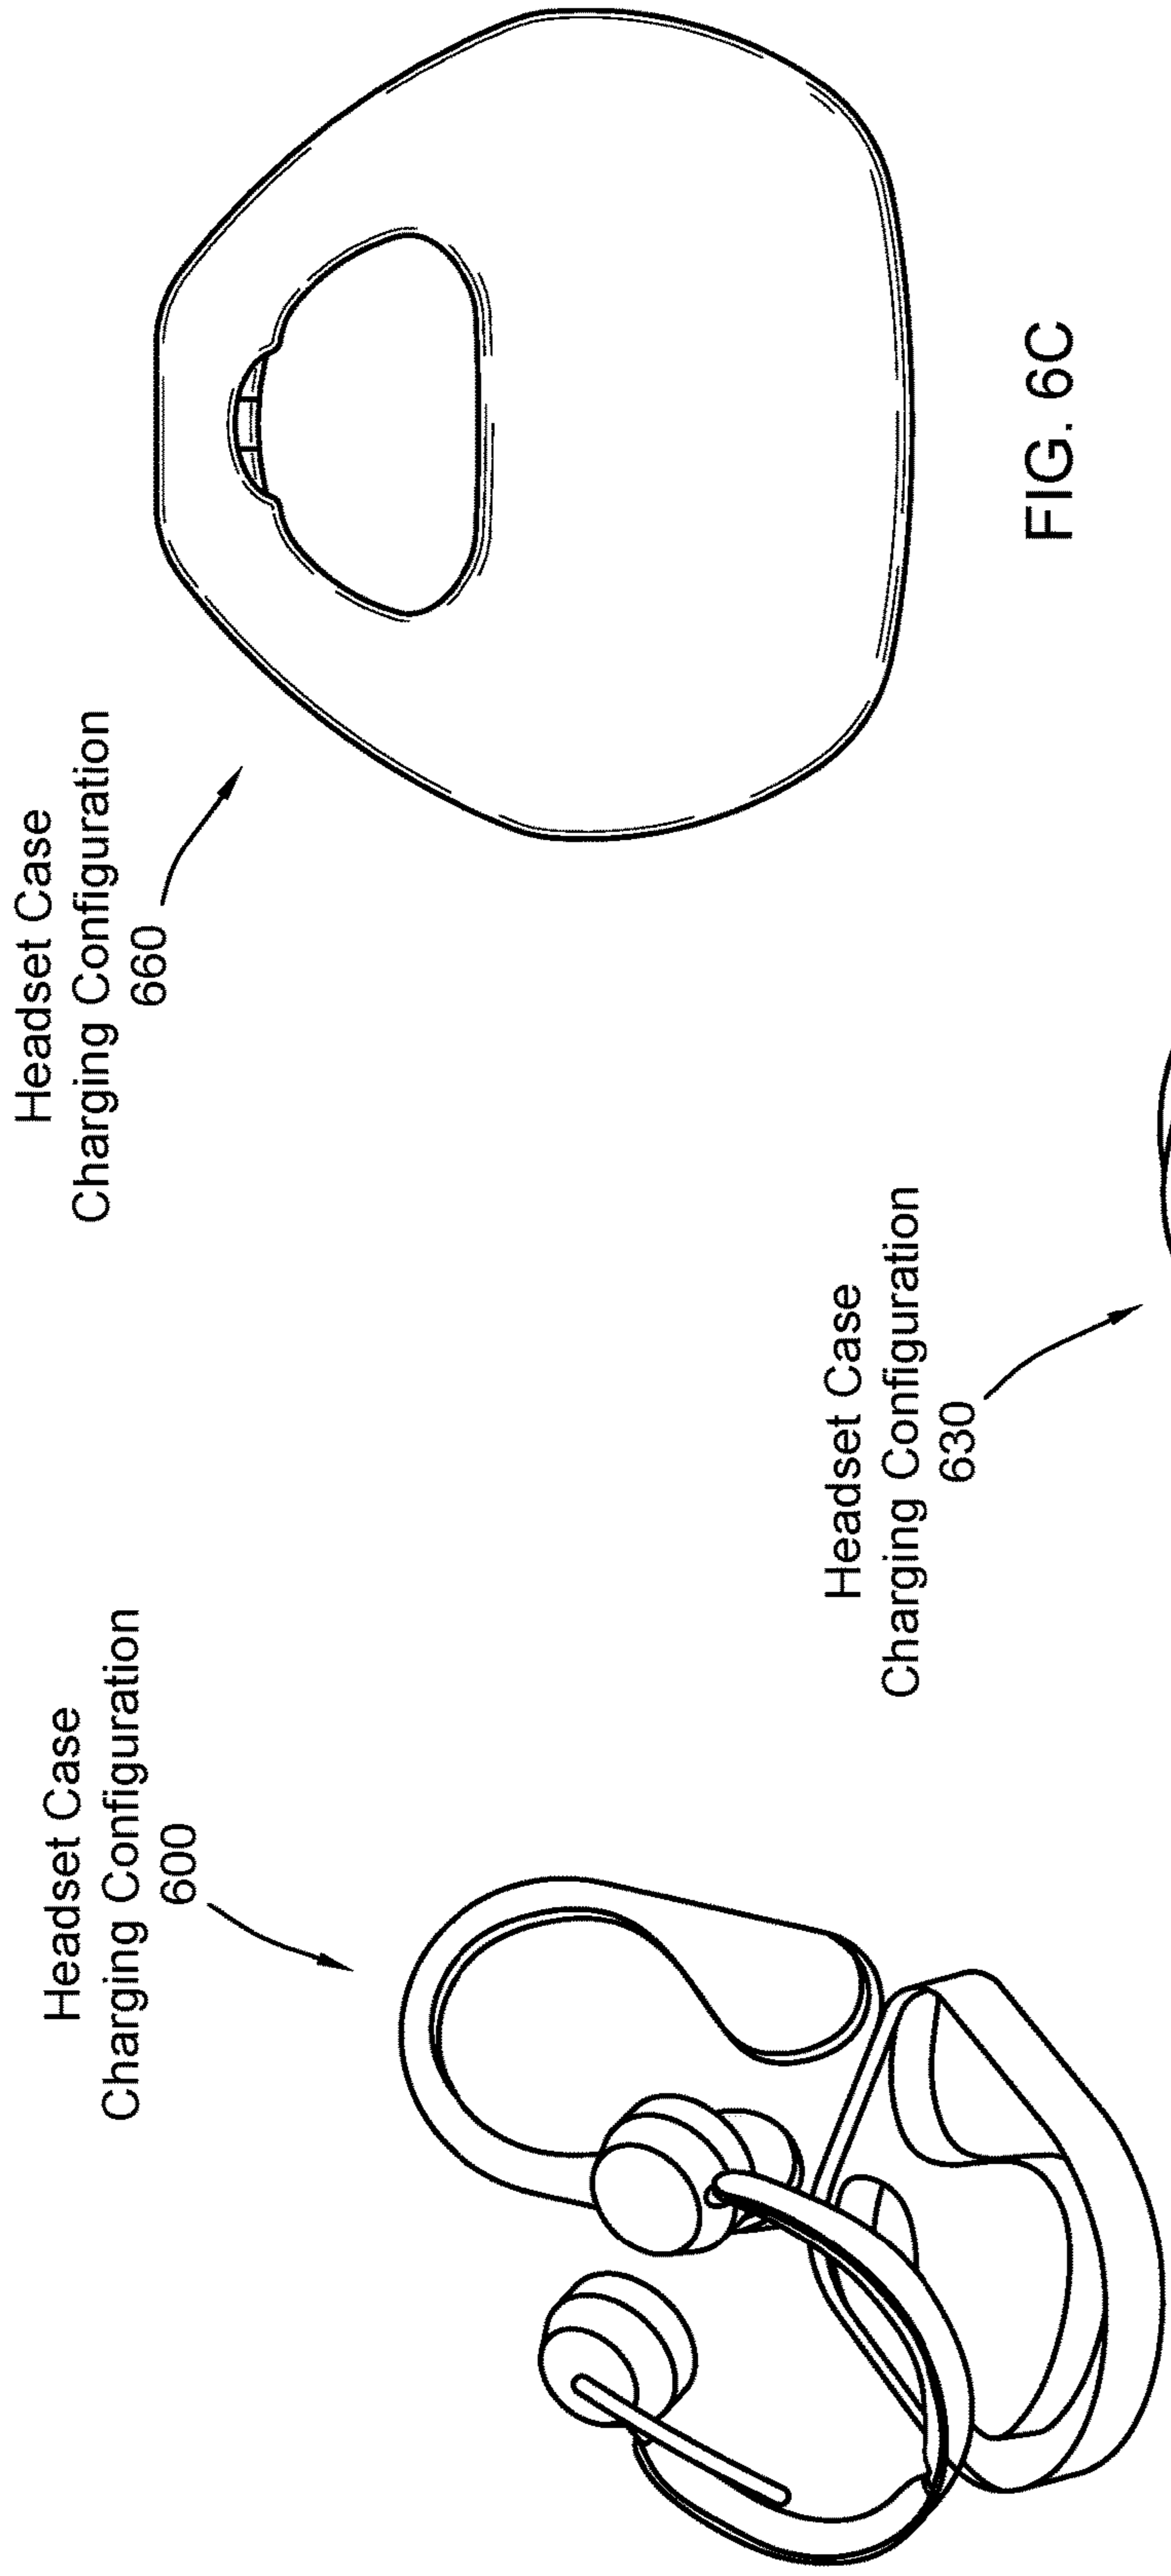 Headset Case
Charging Configuration
600
Headset Case
Charging Configuration
630
Headset Case
Charging Configuration
660
FIG. 6C